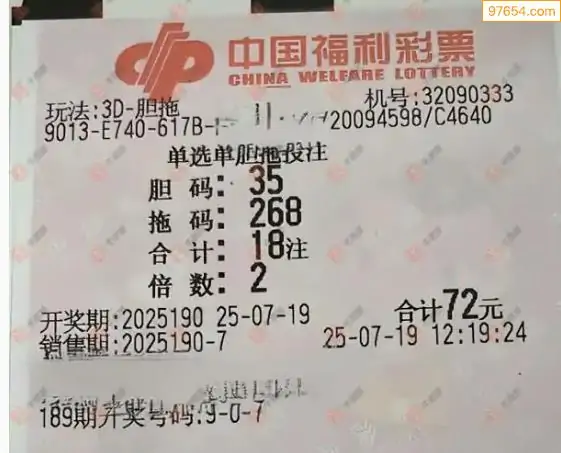 97654.com
中国福利彩票
CHINA WELFARE LOTTERY
玩法:3D-胆拖 机号:32090333
9013-E740-617B- 20094598/C4640
单选单胆拖投注
胆 码: 35
拖 码: 268
合 计: 18注
倍 数: 2
开奖期:2025190 25-07-19 合计72元
销售期:2025190-7 25-07-19 12:19:24
189期开奖号码:9-0-7